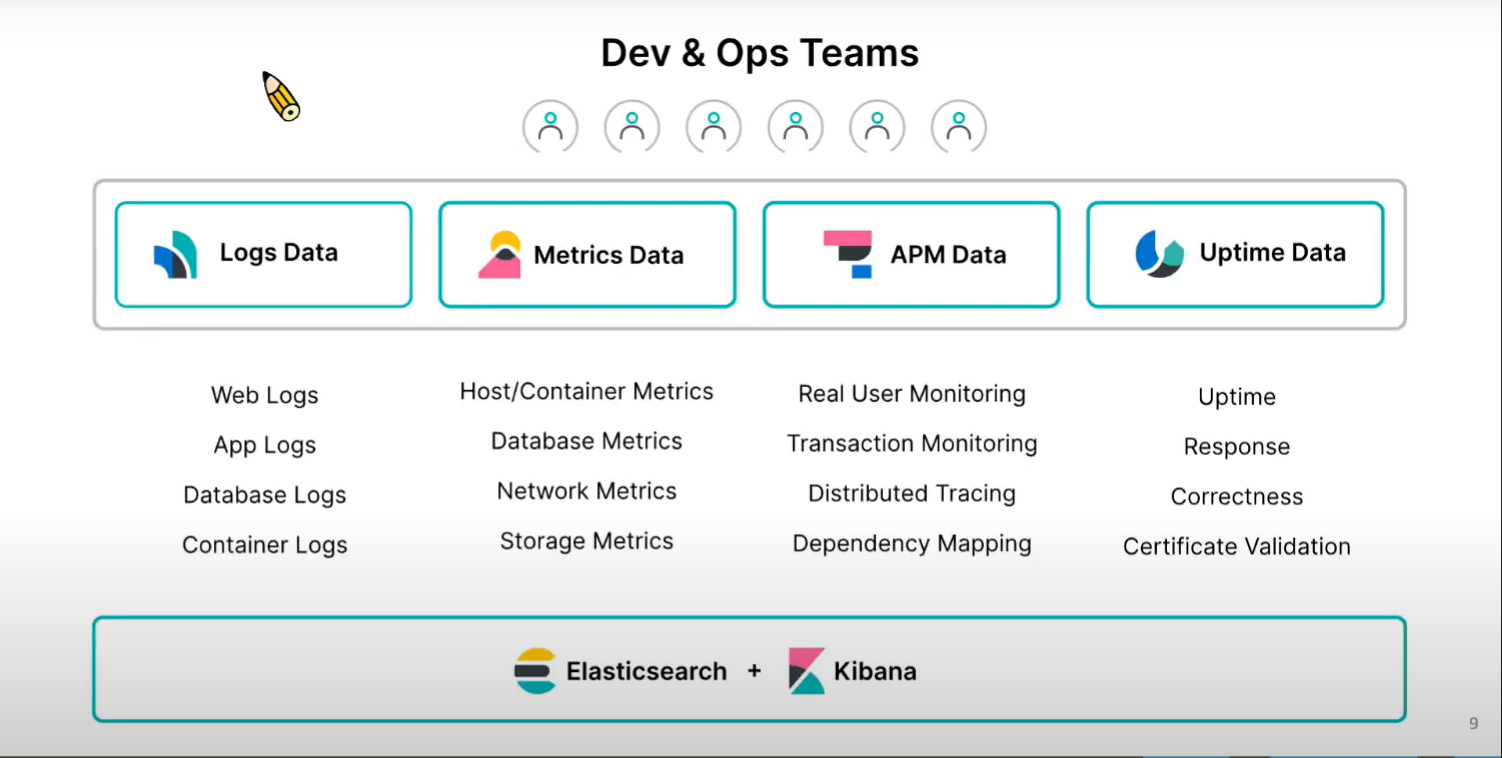 Dev & Ops Teams
Logs Data
Metrics Data
APM Data
Uptime Data
Web Logs
App Logs
Database Logs
Container Logs
Host/Container Metrics
Database Metrics
Network Metrics
Storage Metrics
Real User Monitoring
Transaction Monitoring
Distributed Tracing
Dependency Mapping
Uptime
Response
Correctness
Certificate Validation
Elasticsearch + Kibana
9